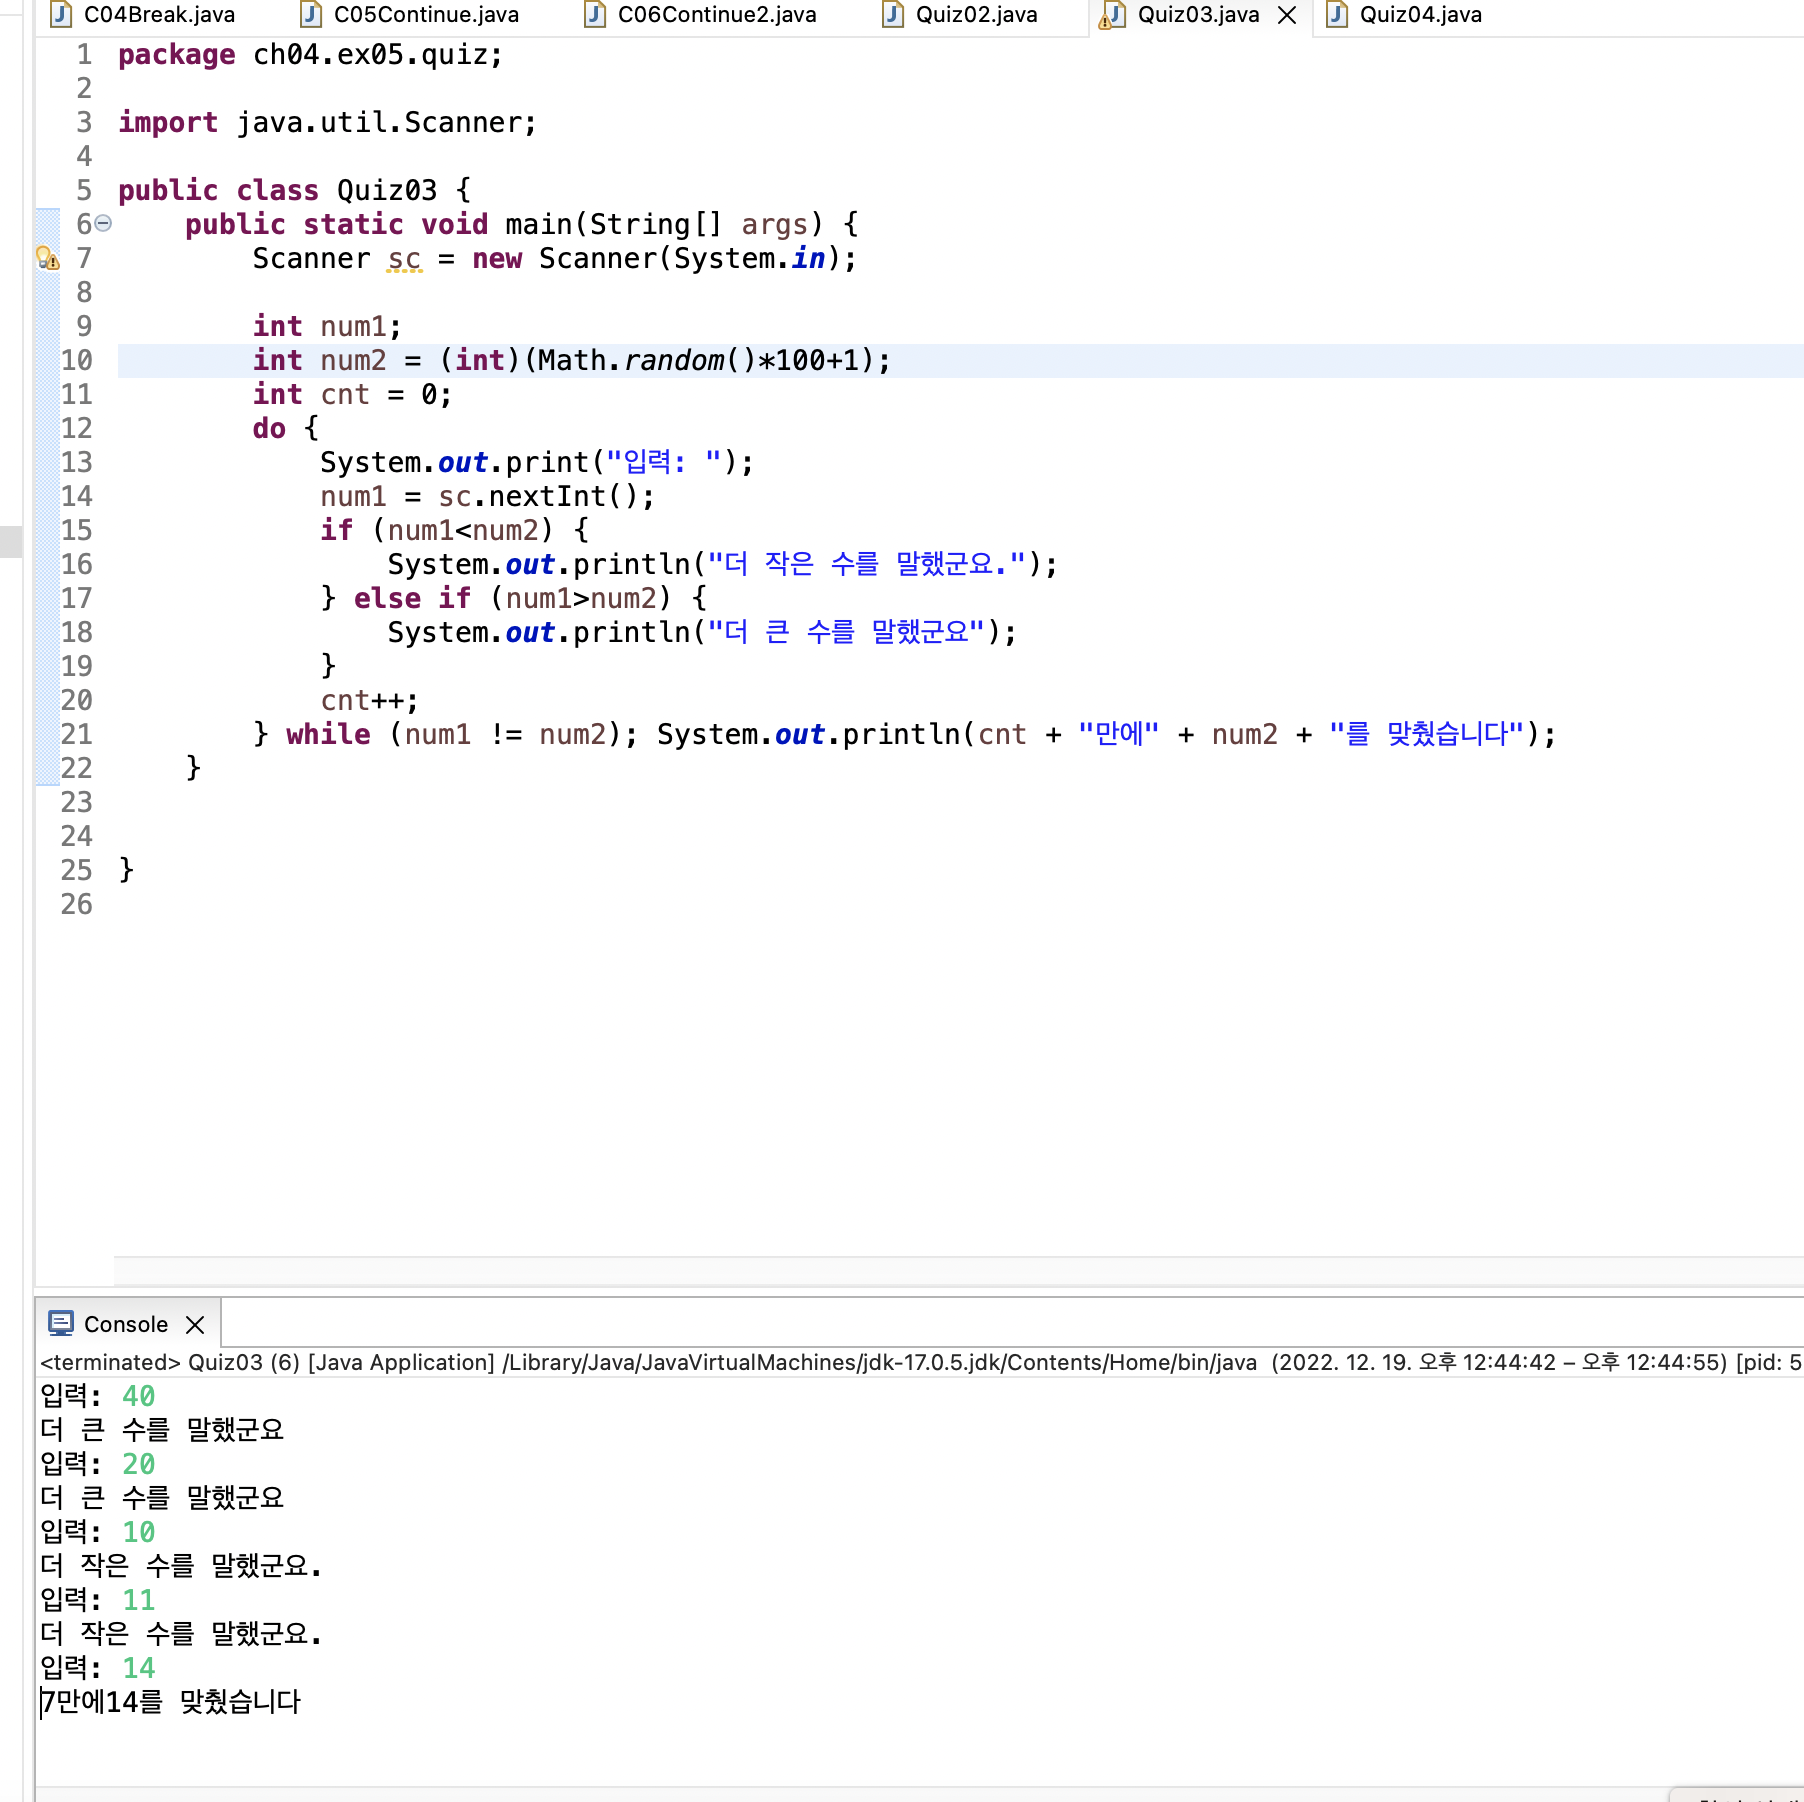 C04Break.java C05Continue.java C06Continue2.java Quiz02.java Quiz03.java Quiz04.java
1 package ch04.ex05.quiz;
2
3 import java.util.Scanner;
4
5 public class Quiz03 {
6 public static void main(String[] args) {
7 Scanner sc = new Scanner(System.in);
8
9 int num1;
10 int num2 = (int)(Math.random()*100+1);
11 int cnt = 0;
12 do {
13 System.out.print("입력: ");
14 num1 = sc.nextInt();
15 if (num1<num2) {
16 System.out.println("더 작은 수를 말했군요.");
17 } else if (num1>num2) {
18 System.out.println("더 큰 수를 말했군요");
19 }
20 cnt++;
21 } while (num1 != num2); System.out.println(cnt + "만에" + num2 + "를 맞췄습니다");
22 }
23
24
25 }
26
Console
<terminated> Quiz03 (6) [Java Application] /Library/Java/JavaVirtualMachines/jdk-17.0.5.jdk/Contents/Home/bin/java (2022. 12. 19. 오후 12:44:42 – 오후 12:44:55) [pid: 5
입력: 40
더 큰 수를 말했군요
입력: 20
더 큰 수를 말했군요
입력: 10
더 작은 수를 말했군요.
입력: 11
더 작은 수를 말했군요.
입력: 14
7만에14를 맞췄습니다